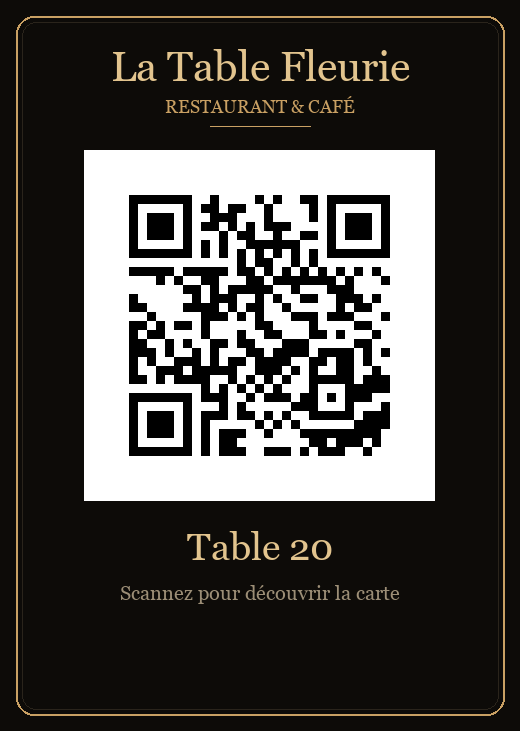 La Table Fleurie
RESTAURANT & CAFÉ
Table 20
Scannez pour découvrir la carte